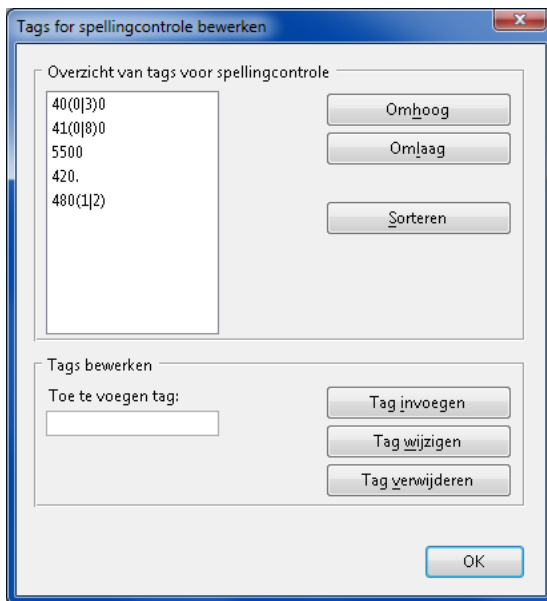 Tags for spellingcontrole bewerken
Overzicht van tags voor spellingcontrole
40(0|3)0
41(0|8)0
5500
420.
480(1|2)
Omhoog
Omlaag
Sorteren
Tags bewerken
Toe te voegen tag:
Tag invoegen
Tag wijzigen
Tag verwijderen
OK